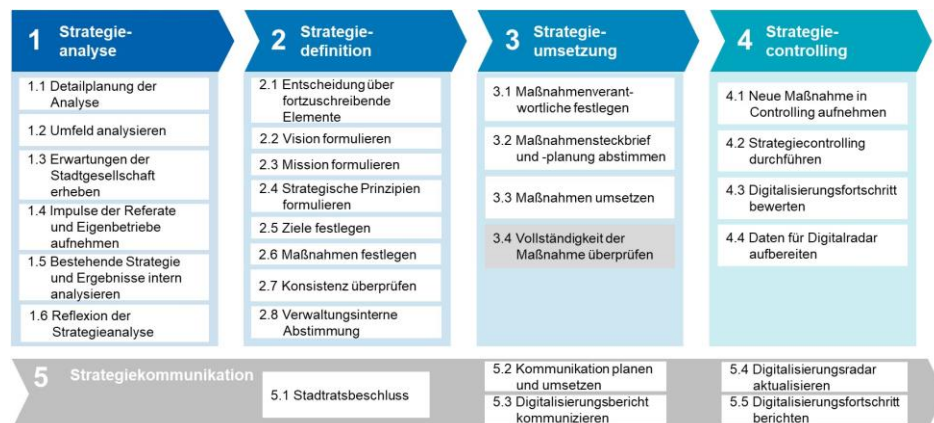 1 Strategie-
analyse
1.1 Detailplanung der
Analyse
1.2 Umfeld analysieren
1.3 Erwartungen der
Stadtgesellschaft
erheben
1.4 Impulse der Referate
und Eigenbetriebe
aufnehmen
1.5 Bestehende Strategie
und Ergebnisse intern
analysieren
1.6 Reflexion der
Strategieanalyse
2 Strategie-
definition
2.1 Entscheidung über
fortzuschreibende
Elemente
2.2 Vision formulieren
2.3 Mission formulieren
2.4 Strategische Prinzipien
formulieren
2.5 Ziele festlegen
2.6 Maßnahmen festlegen
2.7 Konsistenz überprüfen
2.8 Verwaltungsinterne
Abstimmung
3 Strategie-
umsetzung
3.1 Maßnahmenverant-
wortliche festlegen
3.2 Maßnahmensteckbrief
und -planung abstimmen
3.3 Maßnahmen umsetzen
3.4 Vollständigkeit der
Maßnahme überprüfen
4 Strategie-
controlling
4.1 Neue Maßnahme in
Controlling aufnehmen
4.2 Strategiecontrolling
durchführen
4.3 Digitalisierungsfortschritt
bewerten
4.4 Daten für Digitalradar
aufbereiten
5 Strategiekommunikation
5.1 Stadtratsbeschluss
5.2 Kommunikation planen
und umsetzen
5.3 Digitalisierungsbericht
kommunizieren
5.4 Digitalisierungsradar
aktualisieren
5.5 Digitalisierungsfortschritt
berichten